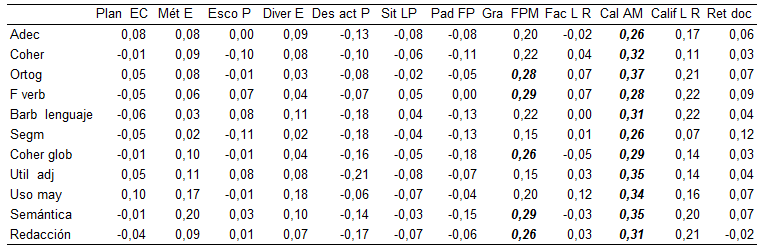 Plan EC Mét E Esco P Diver E Des act P Sit LP Pad FP Gra FPM Fac L R Cal AM Calif L R Ret doc
Adec 0,08 0,08 0,00 0,09 -0,13 -0,08 -0,08 0,20 -0,02 0,26 0,17 0,06
Coher -0,01 0,09 -0,10 0,08 -0,10 -0,06 -0,11 0,22 0,04 0,32 0,11 0,03
Ortog 0,05 0,08 -0,01 0,03 -0,08 -0,02 -0,05 0,28 0,07 0,37 0,21 0,07
F verb -0,05 0,06 0,07 0,04 -0,07 0,05 0,00 0,29 0,07 0,28 0,22 0,09
Barb lenguaje -0,06 0,03 0,08 0,11 -0,18 0,04 -0,13 0,22 0,00 0,31 0,22 0,04
Segm -0,05 0,02 -0,11 0,02 -0,18 -0,04 -0,13 0,15 0,01 0,26 0,07 0,12
Coher glob -0,01 0,10 -0,01 0,04 -0,16 -0,05 -0,18 0,26 -0,05 0,29 0,14 0,03
Util adj 0,05 0,11 0,08 0,08 -0,21 -0,08 -0,07 0,15 0,03 0,35 0,14 0,04
Uso may 0,10 0,17 -0,01 0,18 -0,06 -0,07 -0,04 0,20 0,12 0,34 0,16 0,07
Semántica -0,01 0,20 0,03 0,10 -0,14 -0,03 -0,15 0,29 -0,03 0,35 0,20 0,07
Redacción -0,04 0,09 0,01 0,07 -0,17 -0,07 -0,06 0,26 0,03 0,31 0,21 -0,02